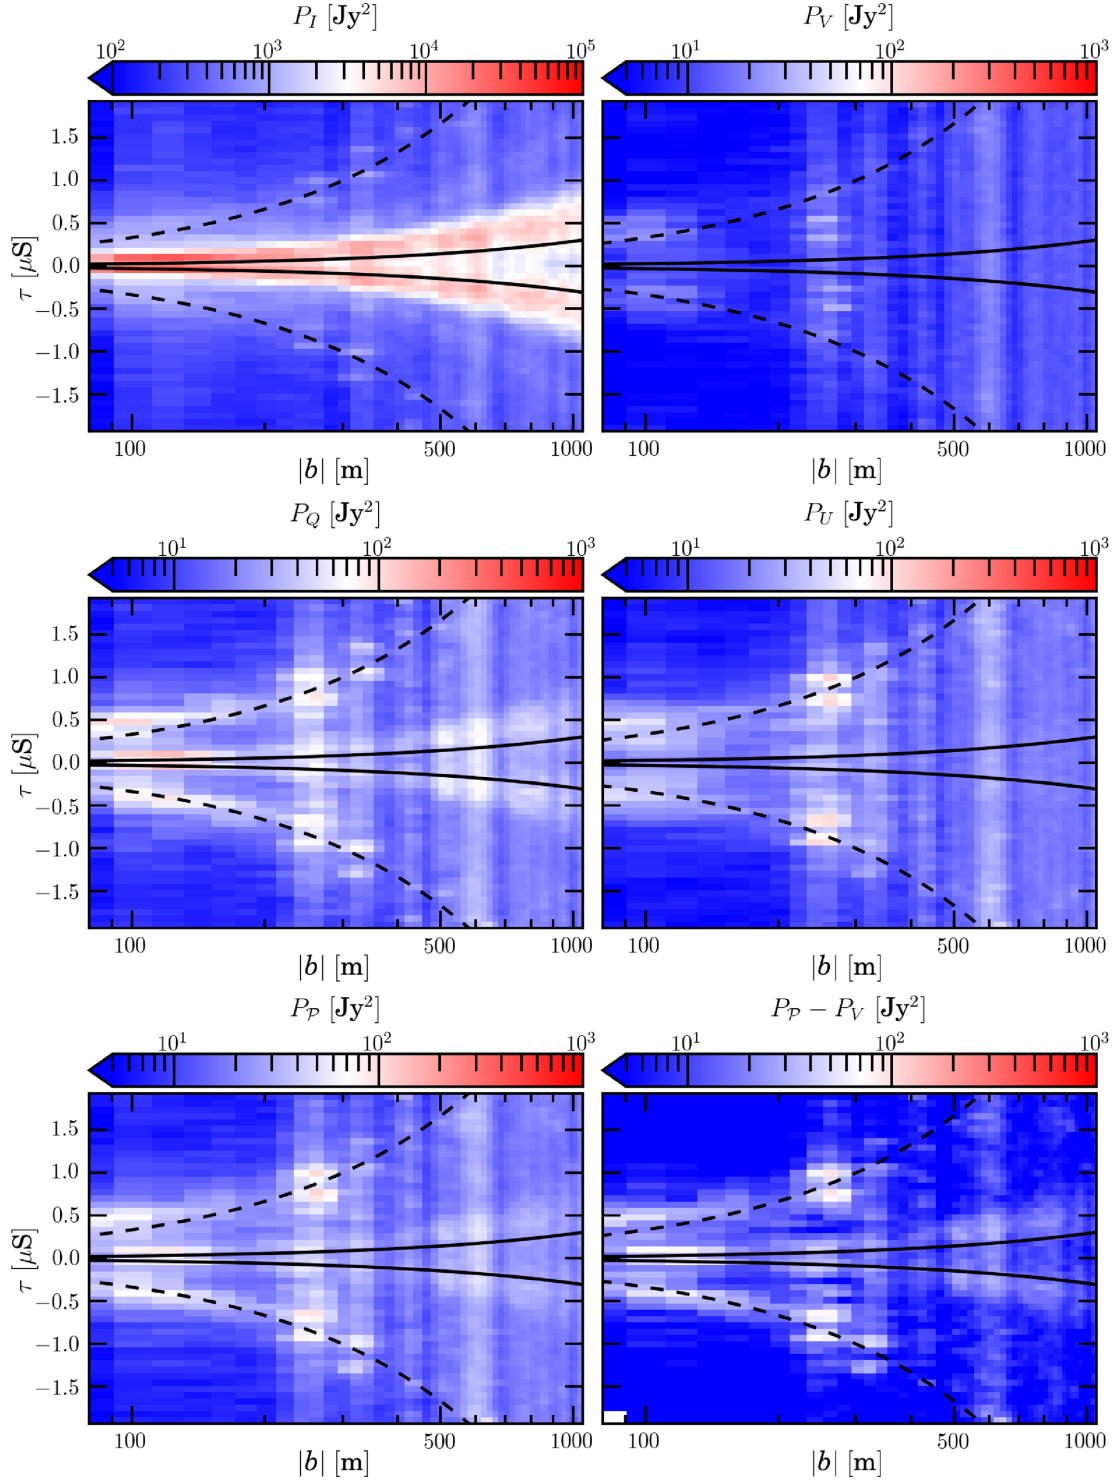 P_I [Jy²] P_V [Jy²]
10² 10³ 10⁴ 10⁵ 10¹ 10² 10³
τ [μS]
1.5
1.0
0.5
0.0
−0.5
−1.0
−1.5
100 500 1000 100 500 1000
|b| [m] |b| [m]
P_Q [Jy²] P_U [Jy²]
10¹ 10² 10³ 10¹ 10² 10³
τ [μS]
1.5
1.0
0.5
0.0
−0.5
−1.0
−1.5
100 500 1000 100 500 1000
|b| [m] |b| [m]
P_𝒫 [Jy²] P_𝒫 − P_V [Jy²]
10¹ 10² 10³ 10¹ 10² 10³
τ [μS]
1.5
1.0
0.5
0.0
−0.5
−1.0
−1.5
100 500 1000 100 500 1000
|b| [m] |b| [m]